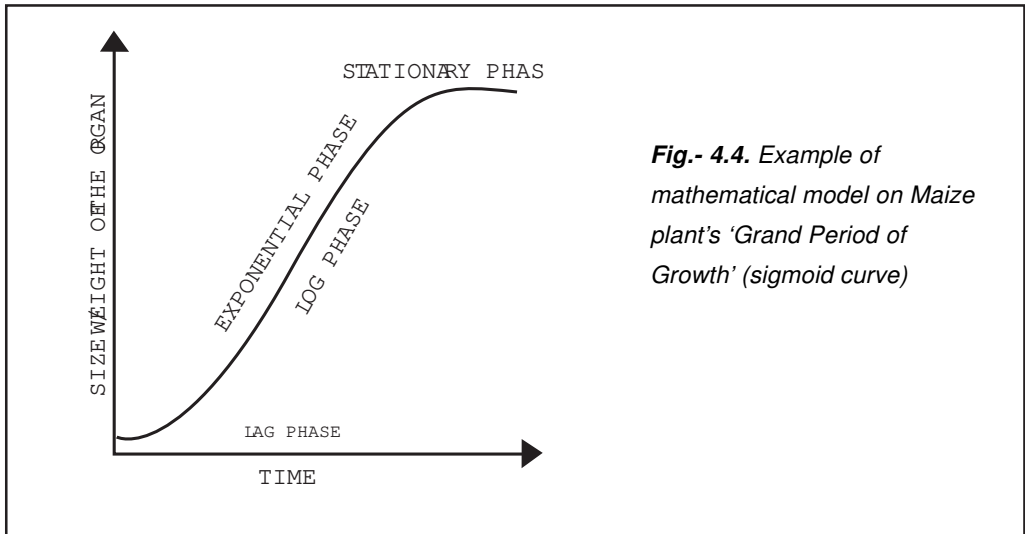 STATIONARY PHAS
EXPONENTIAL PHASE
LOG PHASE
SIZE/WEIGHT OF THE ORGAN
LAG PHASE
TIME
Fig.- 4.4. Example of
mathematical model on Maize
plant's ‘Grand Period of
Growth’ (sigmoid curve)